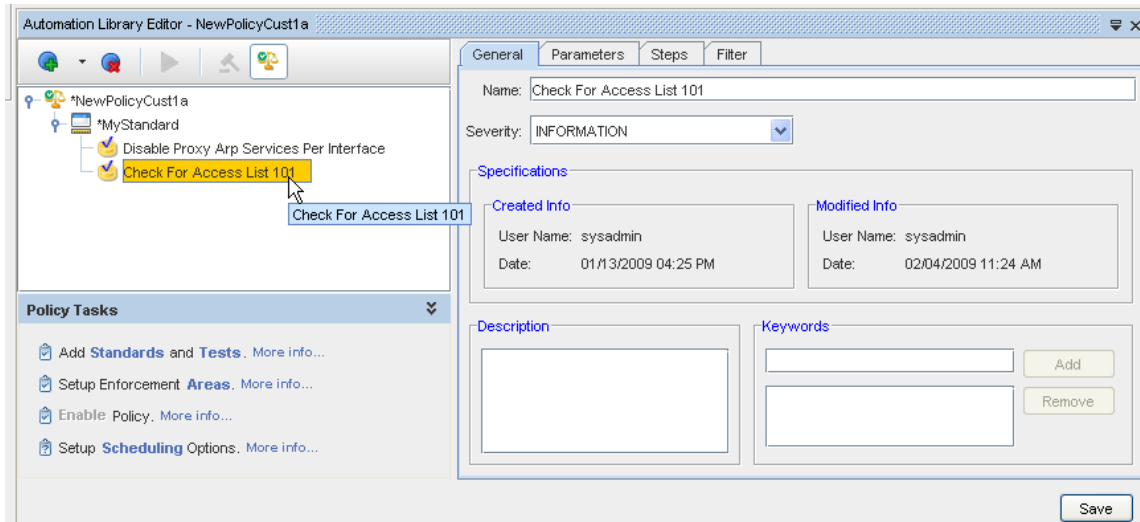 Automation Library Editor - NewPolicyCust1a
*NewPolicyCust1a
*MyStandard
Disable Proxy Arp Services Per Interface
Check For Access List 101
Check For Access List 101
Policy Tasks
Add Standards and Tests. More info...
Setup Enforcement Areas. More info...
Enable Policy. More info...
Setup Scheduling Options. More info...
General Parameters Steps Filter
Name: Check For Access List 101
Severity: INFORMATION
Specifications
Created Info
User Name: sysadmin
Date: 01/13/2009 04:25 PM
Modified Info
User Name: sysadmin
Date: 02/04/2009 11:24 AM
Description
Keywords
Add
Remove
Save